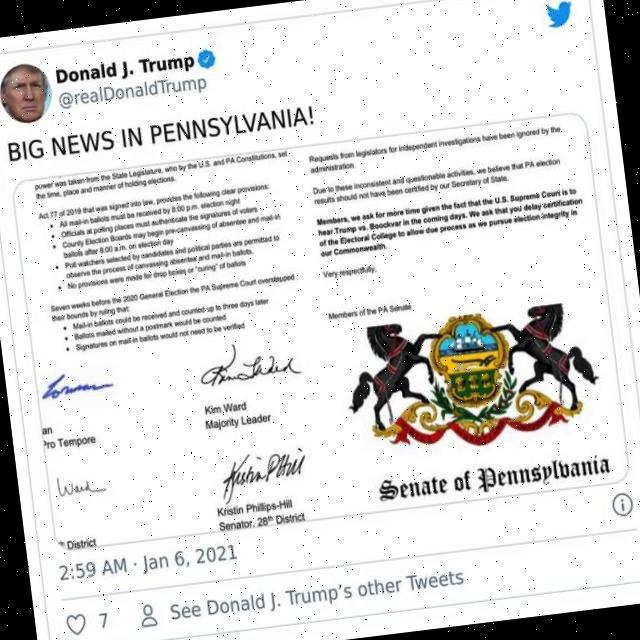 Donald J. Trump
@realDonaldTrump
BIG NEWS IN PENNSYLVANIA!
power was taken from the State Legislature, who by the U.S. and PA Constitutions, set
the time, place and manner of holding elections.
Act 77 of 2019 that was signed into law, provides the following clear provisions:
• All mail-in ballots must be received by 8:00 p.m. election night
• Officials at polling places must authenticate the signatures of voters
• County Election Boards may begin pre-canvassing of absentee and mail-in
ballots after 8:00 a.m. on election day
• Poll watchers selected by candidates and political parties are permitted to
observe the process of canvassing absentee and mail-in ballots.
• No provisions were made for drop boxes or "curing" of ballots
Seven weeks before the 2020 General Election the PA Supreme Court overstepped
their bounds by ruling that:
• Mail-in ballots could be received and counted up to three days later
• Ballots mailed without a postmark would be counted
• Signatures on mail-in ballots would not need to be verified
an
Pro Tempore
Kim Ward
Kim Ward
Majority Leader
Ward
Kristin P Hill
Kristin Phillips-Hill
Senator, 28th District
th District
Requests from legislators for independent investigations have been ignored by the
administration.
Due to these inconsistent and questionable activities, we believe that PA election
results should not have been certified by our Secretary of State.
Members, we ask for more time given the fact that the U.S. Supreme Court is to
hear Trump vs. Boockvar in the coming days. We ask that you delay certification
of the Electoral College to allow due process as we pursue election integrity in
our Commonwealth.
Very respectfully,
Members of the PA Senate
Senate of Pennsylvania
2:59 AM · Jan 6, 2021
7
See Donald J. Trump's other Tweets